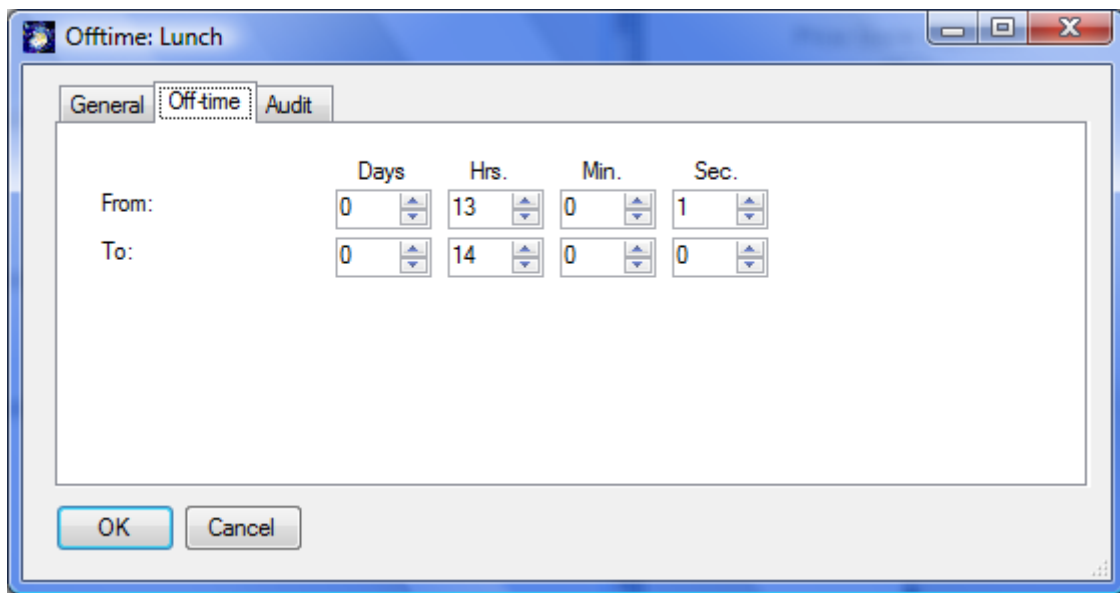 Offtime: Lunch
General Off-time Audit
Days Hrs. Min. Sec.
From: 0 13 0 1
To: 0 14 0 0
OK Cancel